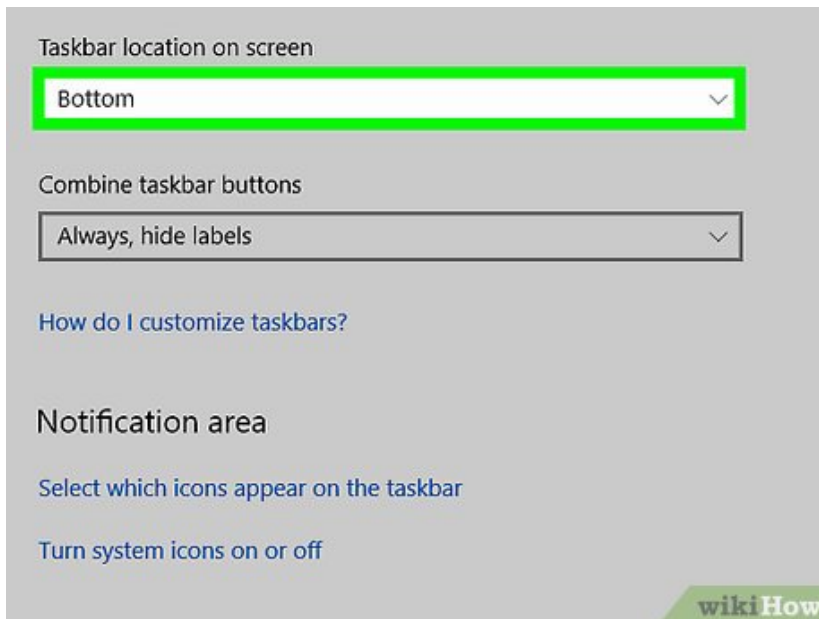 Taskbar location on screen
Bottom
Combine taskbar buttons
Always, hide labels
How do I customize taskbars?
Notification area
Select which icons appear on the taskbar
Turn system icons on or off
wikiHow